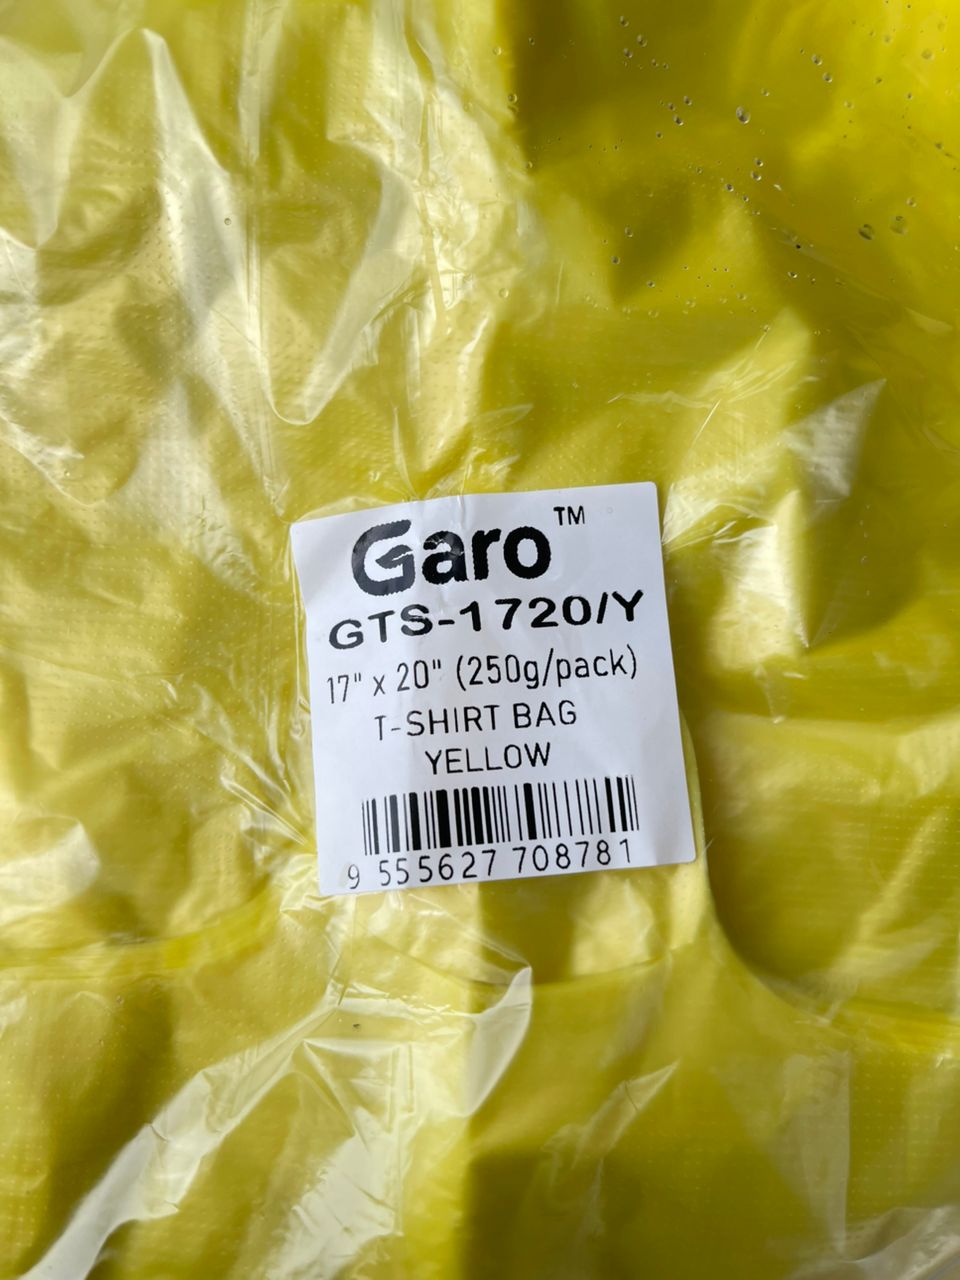 Garo™
GTS-1720/Y
17" x 20" (250g/pack)
T-SHIRT BAG
YELLOW
9 555627 708781